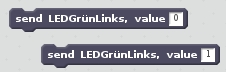 send LEDGrünLinks, value 0
send LEDGrünLinks, value 1